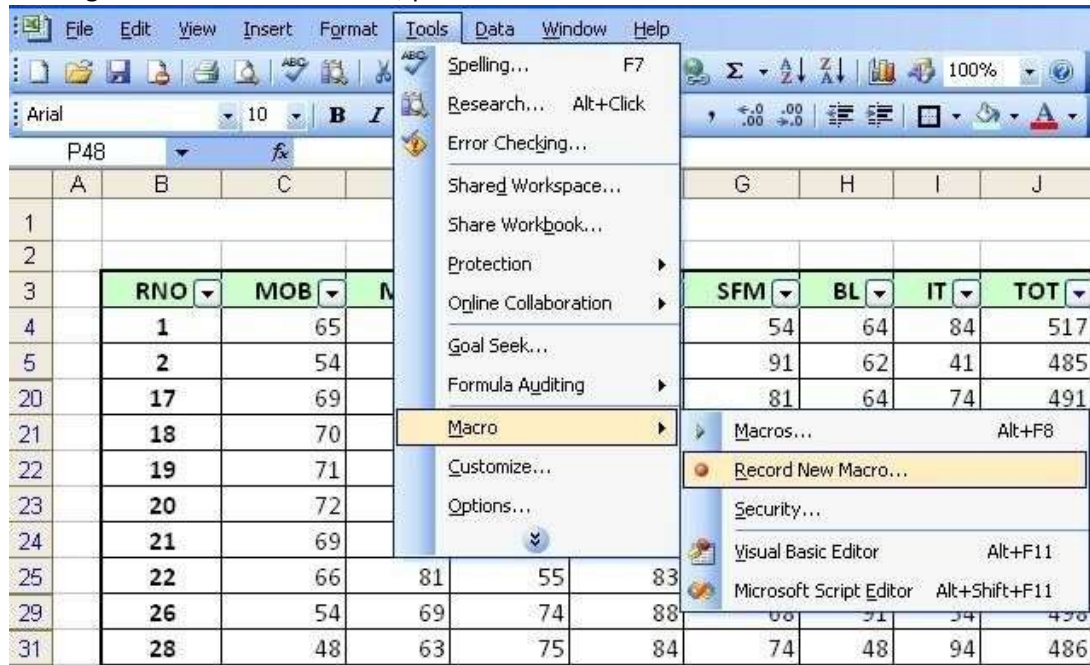 File Edit View Insert Format Tools Data Window Help
Spelling... F7
100%
Arial 10 B I
Research... Alt+Click
P48 fx
Error Checking...
A B C G H I J
Shared Workspace...
1
Share Workbook...
2
Protection
3 RNO MOB SFM BL IT TOT
Online Collaboration
4 1 65 54 64 84 517
Goal Seek...
5 2 54 91 62 41 485
Formula Auditing
20 17 69 81 64 74 491
Macro
Macros... Alt+F8
21 18 70
Customize...
Record New Macro...
22 19 71
Options...
Security...
23 20 72
24 21 69
Visual Basic Editor Alt+F11
25 22 66 81 55 83
Microsoft Script Editor Alt+Shift+F11
29 26 54 69 74 88
31 28 48 63 75 84 74 48 94 486